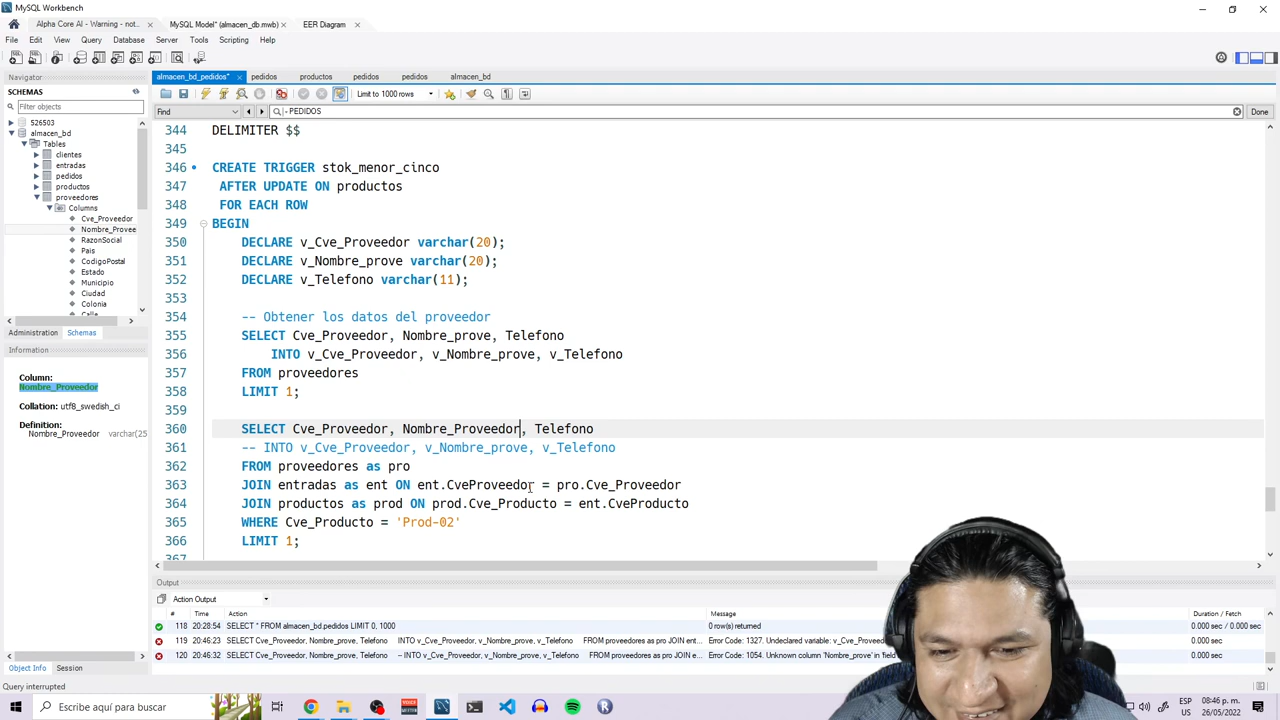 MySQL Workbench
Alpha Core AI - Warning - not... MySQL Model* (almacen_db.mwb) EER Diagram
File Edit View Query Database Server Tools Scripting Help
Navigator
SCHEMAS
Filter objects
526503
almacen_bd
Tables
clientes
entradas
pedidos
productos
proveedores
Columns
Cve_Proveedor
Nombre_Provee
RazonSocial
Pais
CodigoPostal
Estado
Municipio
Ciudad
Colonia
Calle
Administration Schemas
Information
Column:
Nombre_Proveedor
Collation: utf8_swedish_ci
Definition:
Nombre_Proveedor varchar(25
Object Info Session
Query interrupted
almacen_bd_pedidos* pedidos productos pedidos pedidos almacen_bd
Limit to 1000 rows
Find - PEDIDOS Done
344 DELIMITER $$
345
346 CREATE TRIGGER stok_menor_cinco
347 AFTER UPDATE ON productos
348 FOR EACH ROW
349 BEGIN
350 DECLARE v_Cve_Proveedor varchar(20);
351 DECLARE v_Nombre_prove varchar(20);
352 DECLARE v_Telefono varchar(11);
353
354 -- Obtener los datos del proveedor
355 SELECT Cve_Proveedor, Nombre_prove, Telefono
356 INTO v_Cve_Proveedor, v_Nombre_prove, v_Telefono
357 FROM proveedores
358 LIMIT 1;
359
360 SELECT Cve_Proveedor, Nombre_Proveedor, Telefono
361 -- INTO v_Cve_Proveedor, v_Nombre_prove, v_Telefono
362 FROM proveedores as pro
363 JOIN entradas as ent ON ent.CveProveedor = pro.Cve_Proveedor
364 JOIN productos as prod ON prod.Cve_Producto = ent.CveProducto
365 WHERE Cve_Producto = 'Prod-02'
366 LIMIT 1;
367
Output
Action Output
# Time Action Message Duration / Fetch
118 20:28:54 SELECT * FROM almacen_bd.pedidos LIMIT 0, 1000 0 row(s) returned 0.000 sec / 0.000 sec
119 20:46:23 SELECT Cve_Proveedor, Nombre_prove, Telefono INTO v_Cve_Proveedor, v_Nombre_prove, v_Telefono FROM proveedores as pro JOIN ent... Error Code: 1327. Undeclared variable: v_Cve_Proveed 0.000 sec
120 20:46:32 SELECT Cve_Proveedor, Nombre_prove, Telefono -- INTO v_Cve_Proveedor, v_Nombre_prove, v_Telefono FROM proveedores as pro JOIN e... Error Code: 1054. Unknown column 'Nombre_prove' in 'field 0.000 sec
Escribe aquí para buscar
ESP
US
08:46 p. m.
26/05/2022